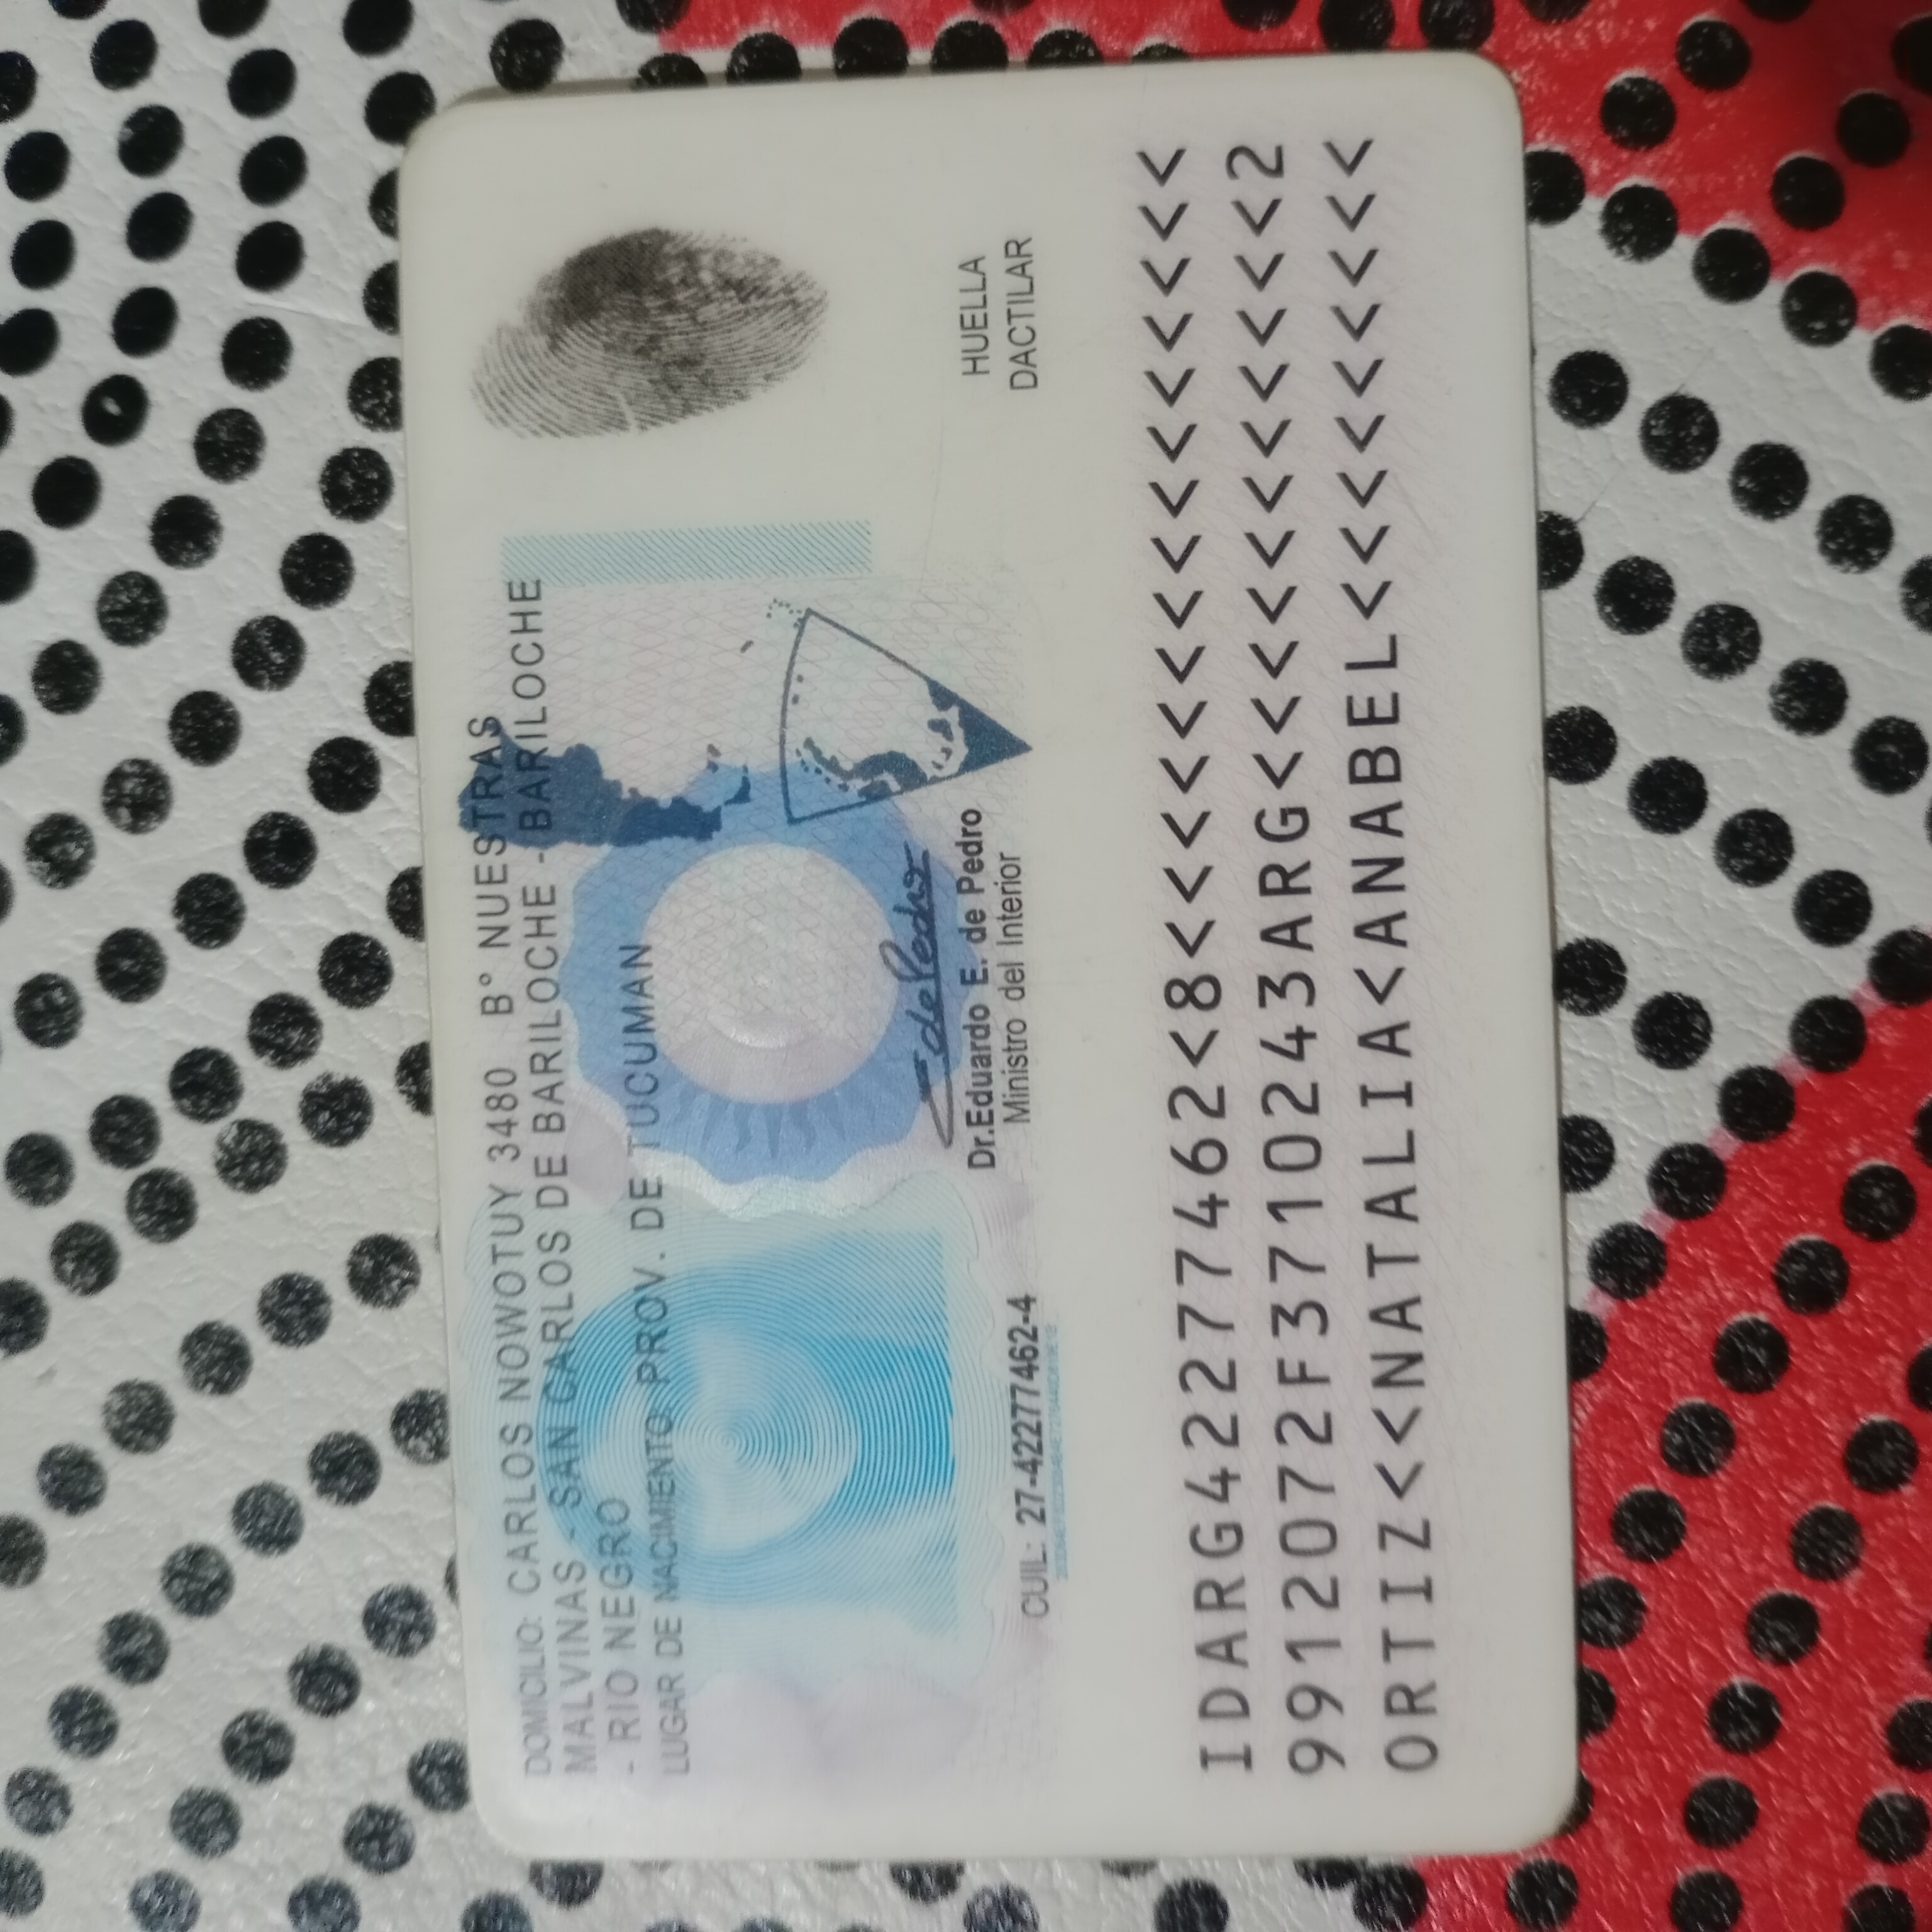 DOMICILIO: CARLOS NOWOTUY 3480 B° NUESTRAS
MALVINAS - SAN CARLOS DE BARILOCHE - BARILOCHE
- RIO NEGRO
LUGAR DE NACIMIENTO: PROV. DE TUCUMAN
CUIL: 27-42277462-4
Dr.Eduardo E. de Pedro
Ministro del Interior
HUELLA
DACTILAR
IDARG42277462<8<<<<<<<<<<<<<<<
9912072F3710243ARG<<<<<<<<<<<2
ORTIZ<<NATALIA<ANABEL<<<<<<<<<